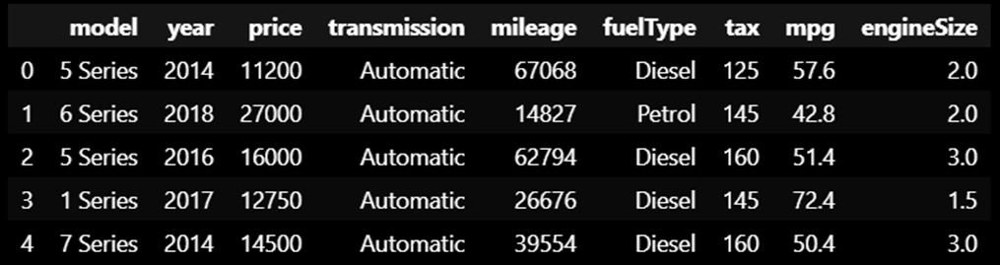 model year price transmission mileage fuelType tax mpg engineSize
0 5 Series 2014 11200 Automatic 67068 Diesel 125 57.6 2.0
1 6 Series 2018 27000 Automatic 14827 Petrol 145 42.8 2.0
2 5 Series 2016 16000 Automatic 62794 Diesel 160 51.4 3.0
3 1 Series 2017 12750 Automatic 26676 Diesel 145 72.4 1.5
4 7 Series 2014 14500 Automatic 39554 Diesel 160 50.4 3.0